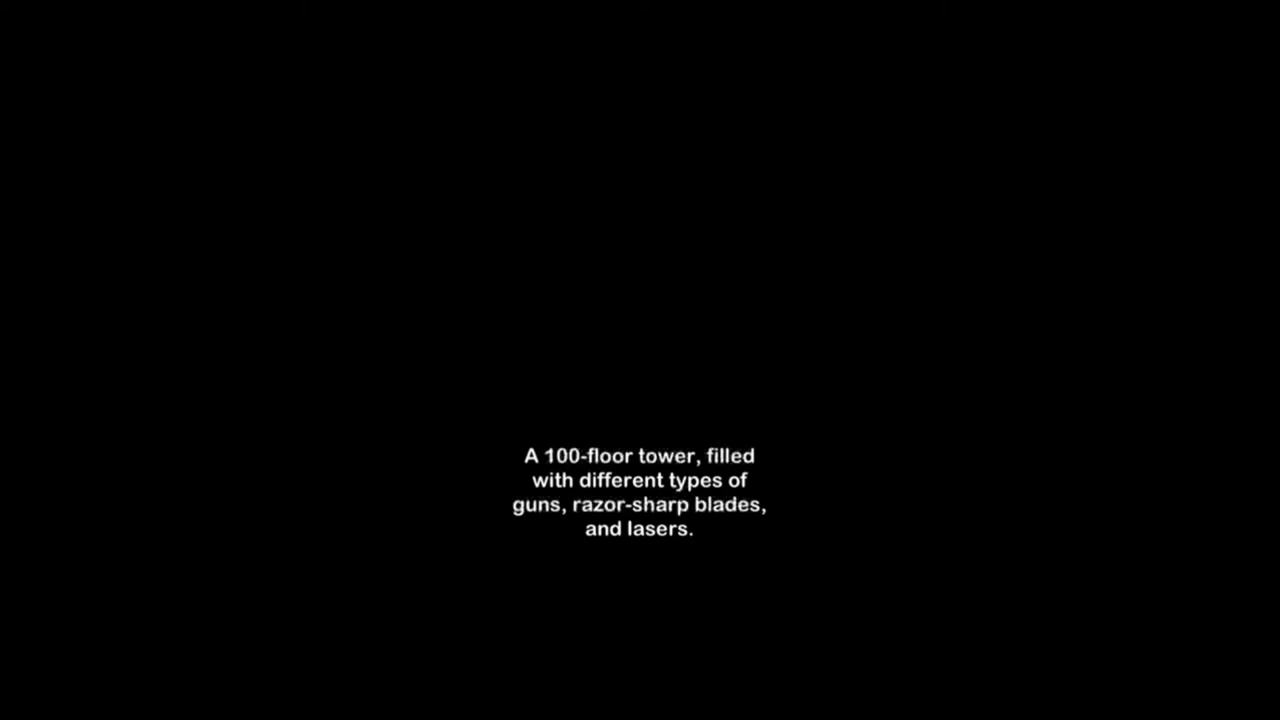 A 100-floor tower, filled
with different types of
guns, razor-sharp blades,
and lasers.